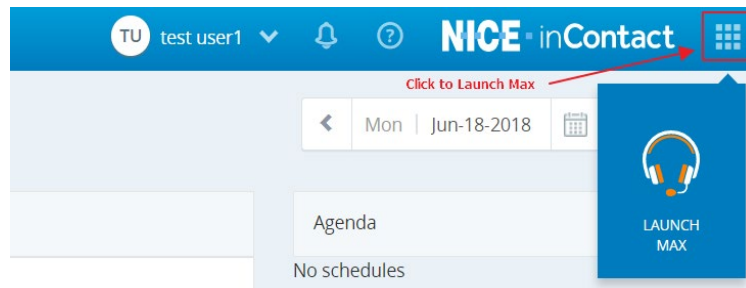 TU test user1 ? NICE inContact
Click to Launch Max
Mon Jun-18-2018
Agenda
LAUNCH
MAX
No schedules